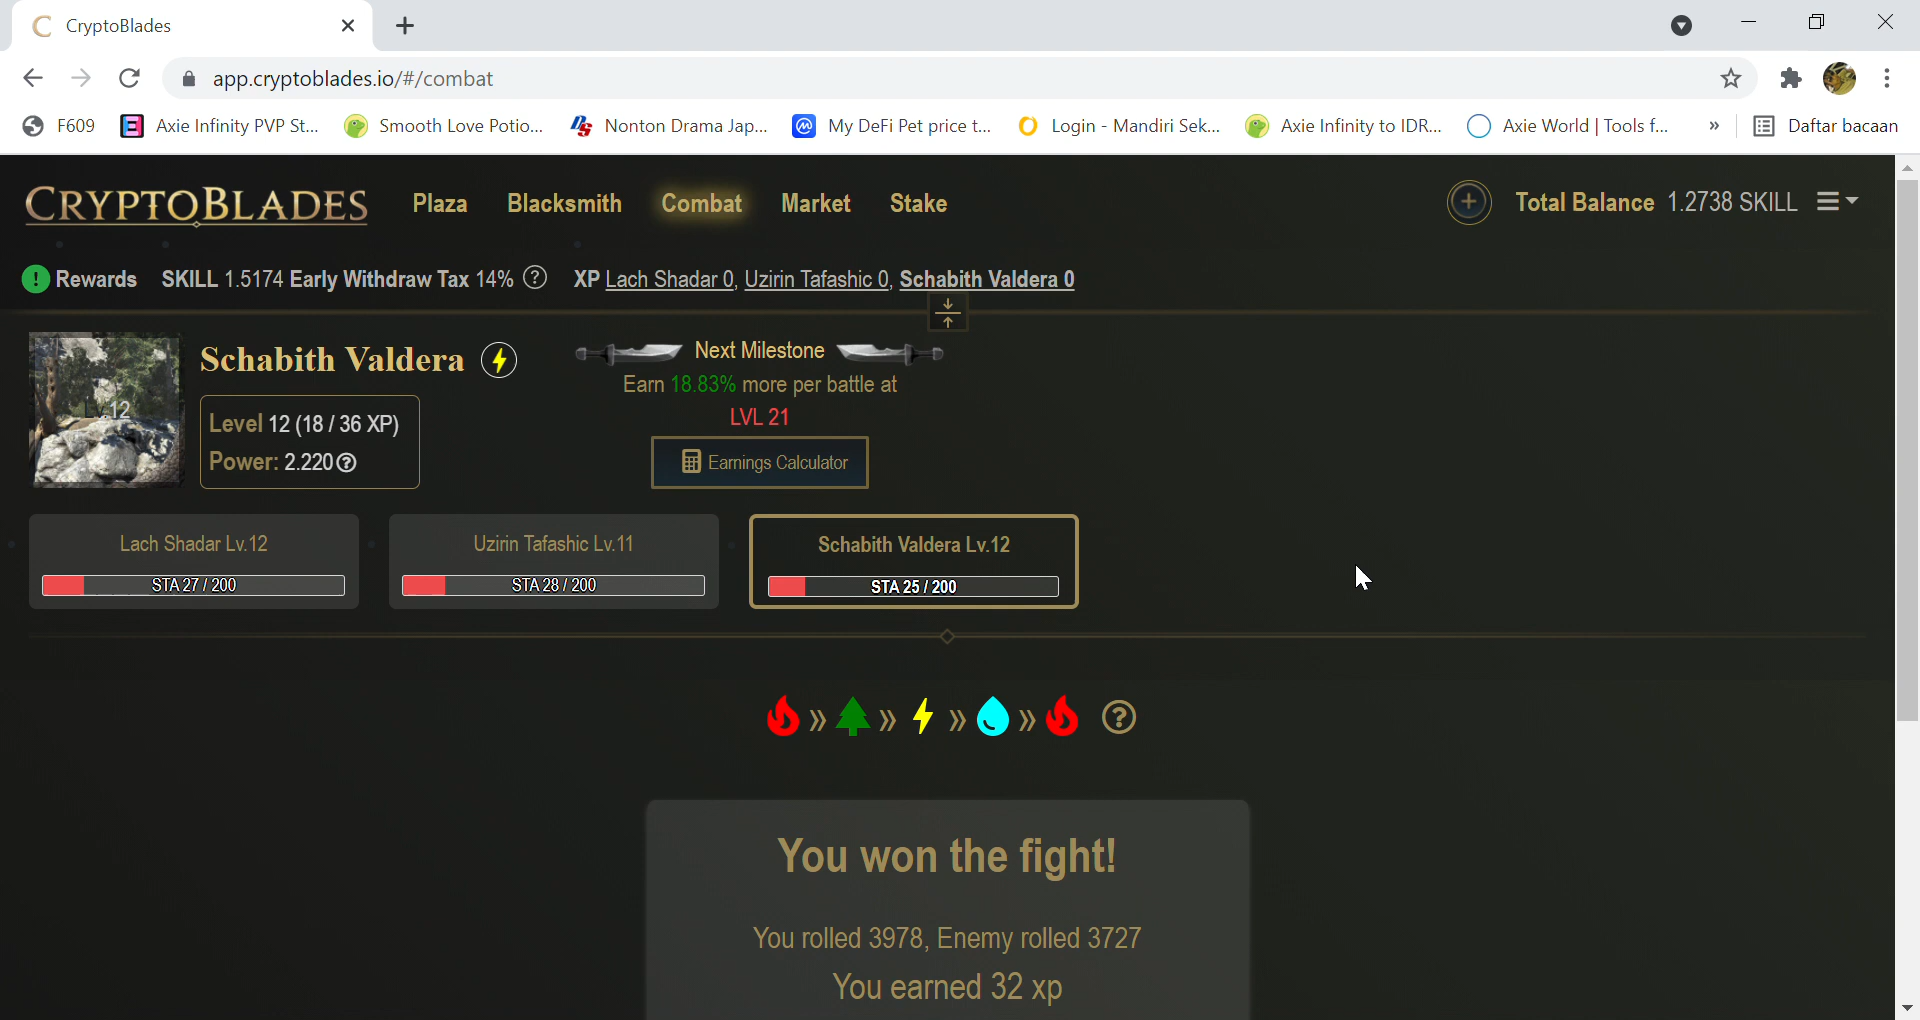 CryptoBlades
app.cryptoblades.io/#/combat
F609 Axie Infinity PVP St... Smooth Love Potio... Nonton Drama Jap... My DeFi Pet price t... Login - Mandiri Sek... Axie Infinity to IDR... Axie World | Tools f... » Daftar bacaan
CRYPTOBLADES Plaza Blacksmith Combat Market Stake Total Balance 1.2738 SKILL
! Rewards SKILL 1.5174 Early Withdraw Tax 14% ? XP Lach Shadar 0, Uzirin Tafashic 0, Schabith Valdera 0
Schabith Valdera
Lv.12
Level 12 (18 / 36 XP)
Power: 2.220 ?
Next Milestone
Earn 18.83% more per battle at
LVL 21
Earnings Calculator
Lach Shadar Lv.12
STA 27 / 200
Uzirin Tafashic Lv.11
STA 28 / 200
Schabith Valdera Lv.12
STA 25 / 200
» » » » ?
You won the fight!
You rolled 3978, Enemy rolled 3727
You earned 32 xp